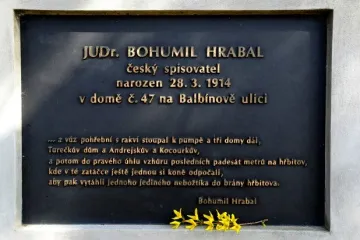 JUDr. BOHUMIL HRABAL
český spisovatel
narozen 28. 3. 1914
v domě č. 47 na Balbínově ulici
... a vůz pohřební s rakví stoupal k pumpě a tři domy dál,
Turečkův dům a Andrejskův a Kocourkův,
a potom do pravého úhlu vzhůru posledních padesát metrů na hřbitov,
kde v té zatáčce ještě jednou si koně odpočali,
aby pak vytáhli jednoho jediného nebožtíka do brány hřbitova.
Bohumil Hrabal